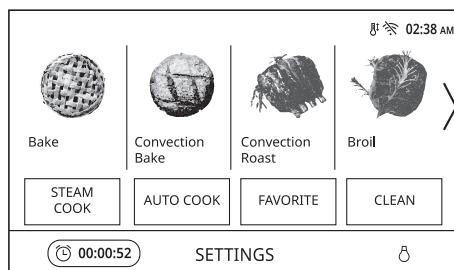 02:38 AM
Bake
Convection
Bake
Convection
Roast
Broil
STEAM
COOK
AUTO COOK
FAVORITE
CLEAN
00:00:52
SETTINGS